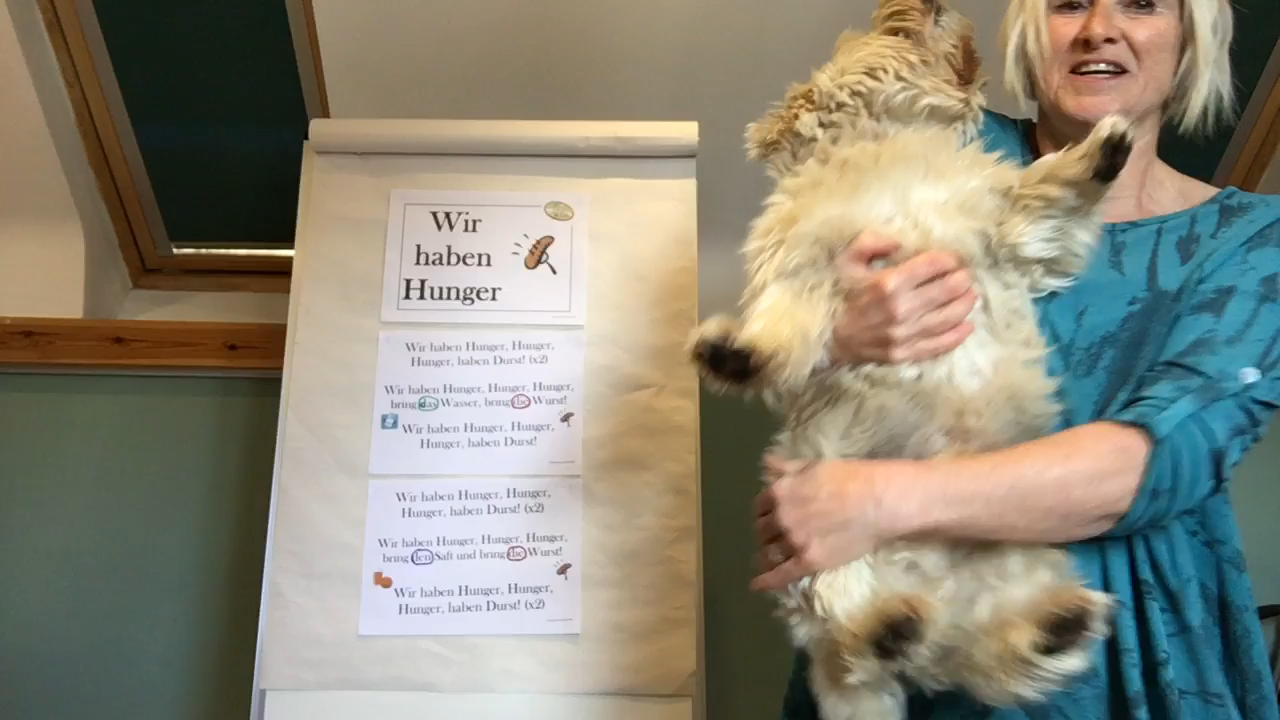 Wir
haben
Hunger
Wir haben Hunger, Hunger,
Hunger, haben Durst! (x2)
Wir haben Hunger, Hunger, Hunger,
bring das Wasser, bring die Wurst!
Wir haben Hunger, Hunger,
Hunger, haben Durst!
Wir haben Hunger, Hunger,
Hunger, haben Durst! (x2)
Wir haben Hunger, Hunger, Hunger,
bring den Saft und bring die Wurst!
Wir haben Hunger, Hunger,
Hunger, haben Durst! (x2)